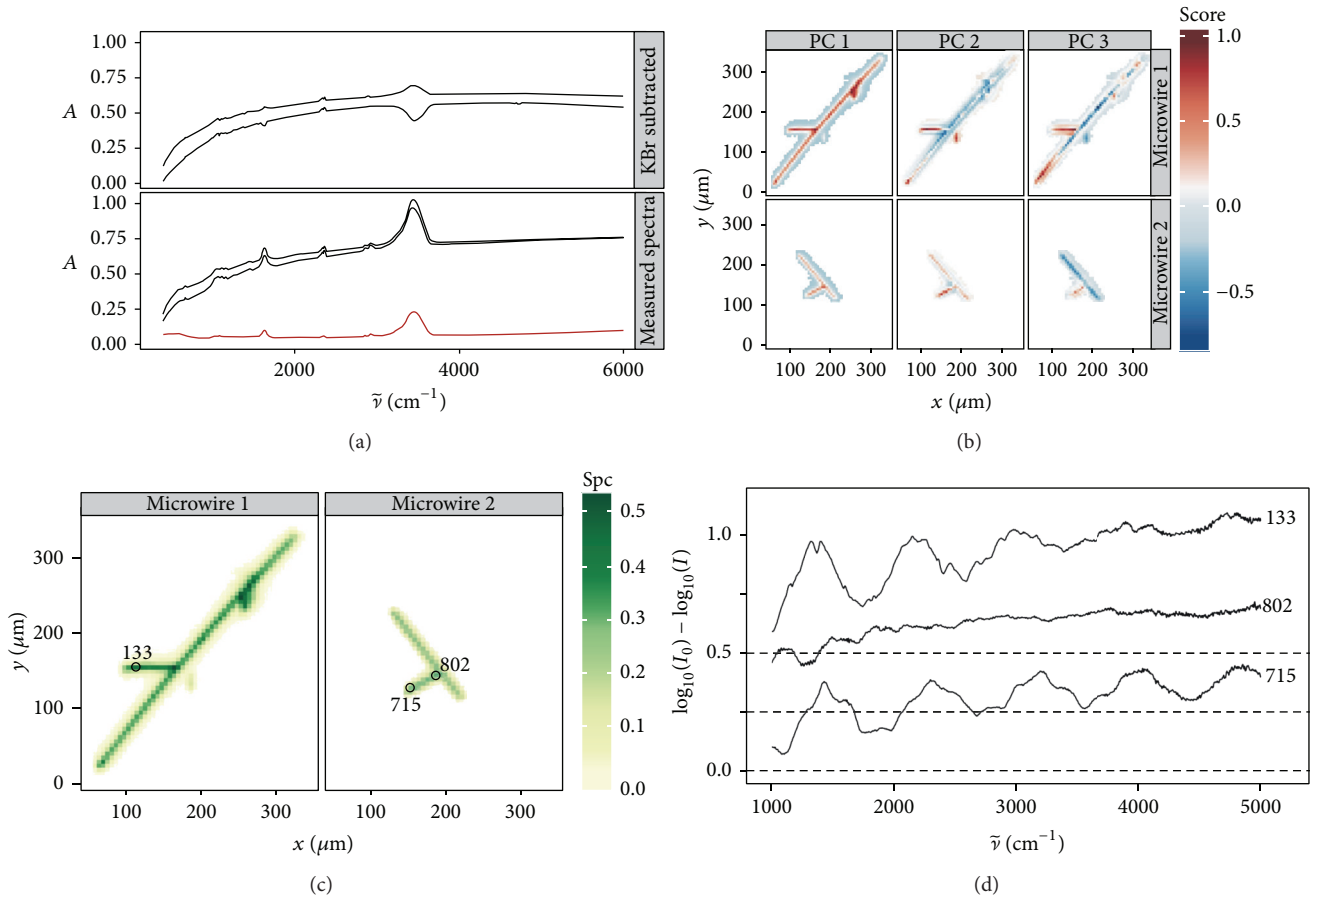 1.00
0.75
0.50
0.25
0.00
A
KBr subtracted
1.00
0.75
0.50
0.25
0.00
A
Measured spectra
2000 4000 6000
ν̃ (cm⁻¹)
(a)
PC 1 PC 2 PC 3
Score
300
200
100
0
Microwire 1
300
200
100
0
Microwire 2
y (μm)
100 200 300 100 200 300 100 200 300
x (μm)
1.0
0.5
0.0
−0.5
(b)
Microwire 1 Microwire 2
Spc
300
200
100
0
y (μm)
133
802
715
100 200 300 100 200 300
x (μm)
0.5
0.4
0.3
0.2
0.1
0.0
(c)
1.0
0.5
0.0
log₁₀(I₀) − log₁₀(I)
133
802
715
1000 2000 3000 4000 5000
ν̃ (cm⁻¹)
(d)